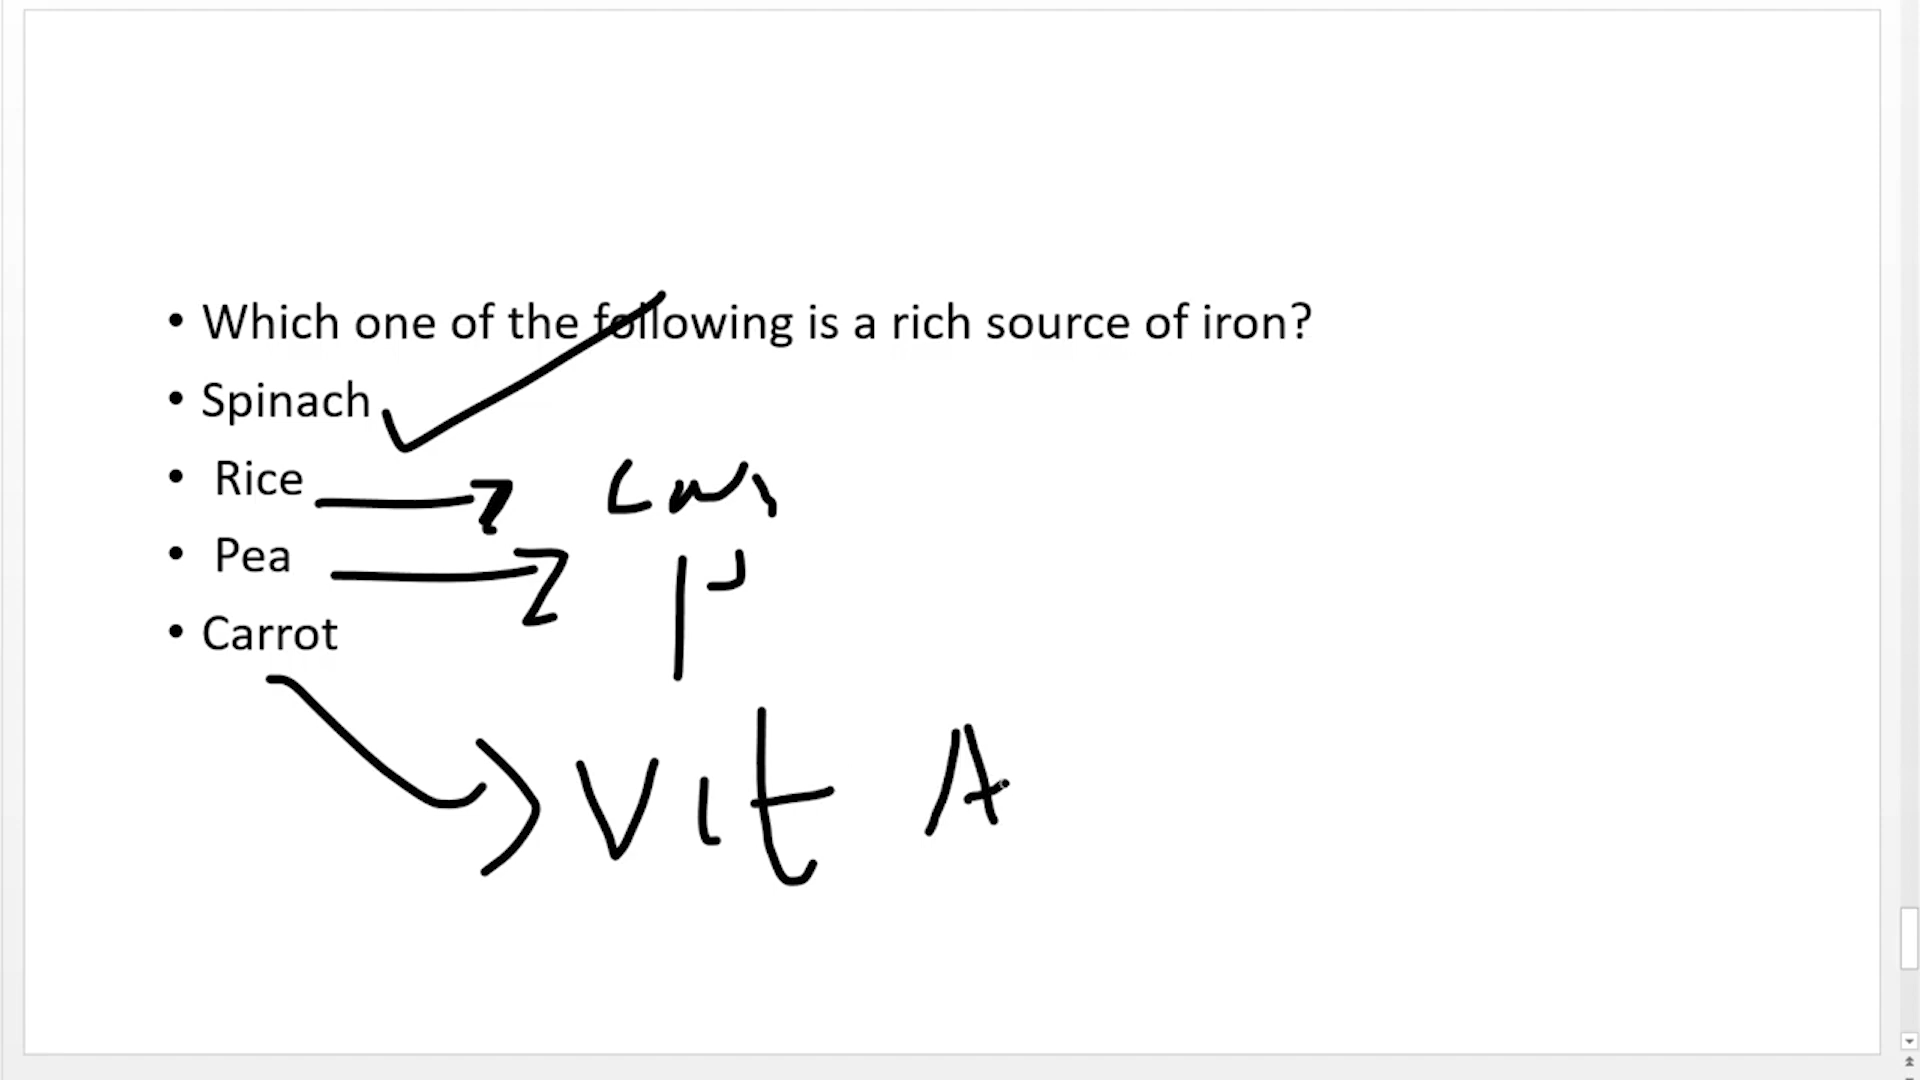 • Which one of the following is a rich source of iron?
• Spinach
• Rice
• Pea
• Carrot
Vit A